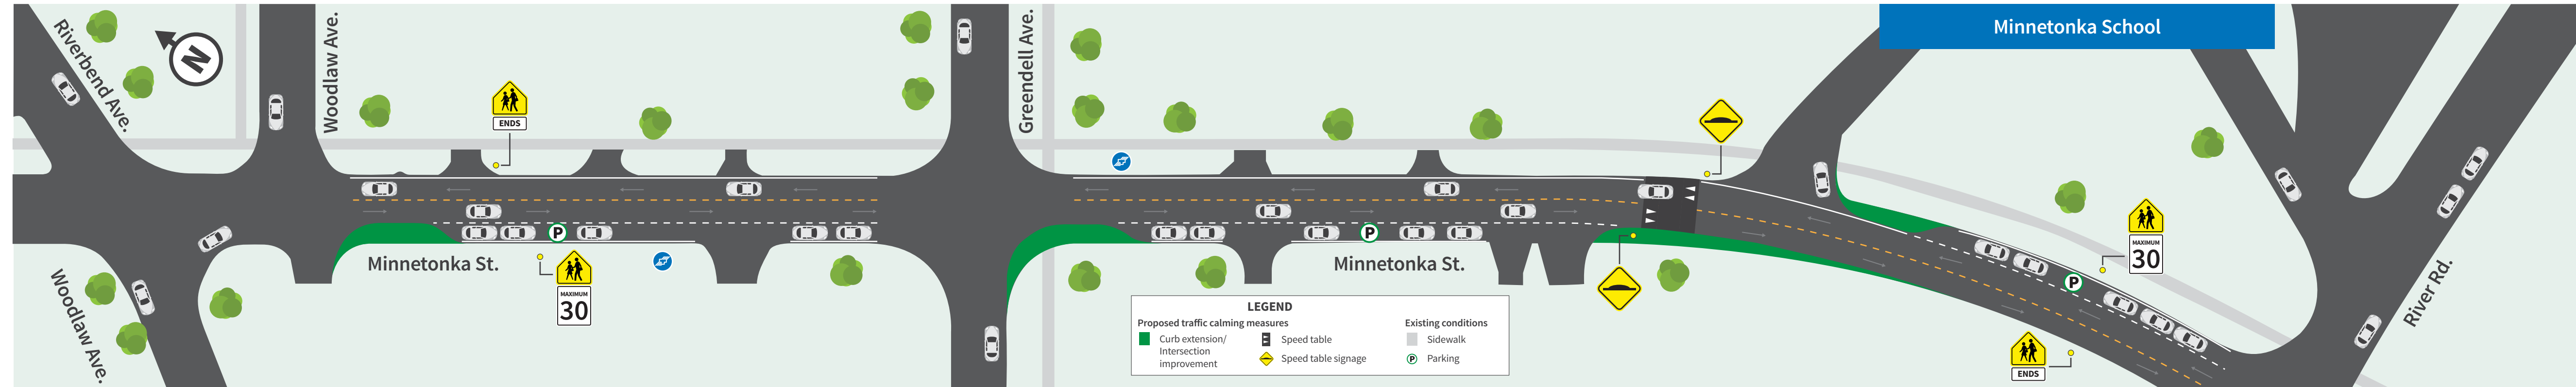 Riverbend Ave.
N
Woodlaw Ave.
ENDS
Greendell Ave.
Minnetonka School
Minnetonka St.
MAXIMUM
30
P
Woodlaw Ave.
P
Minnetonka St.
P
MAXIMUM
30
River Rd.
ENDS
LEGEND
Proposed traffic calming measures
Curb extension/
Intersection
improvement
Speed table
Speed table signage
Existing conditions
Sidewalk
P Parking